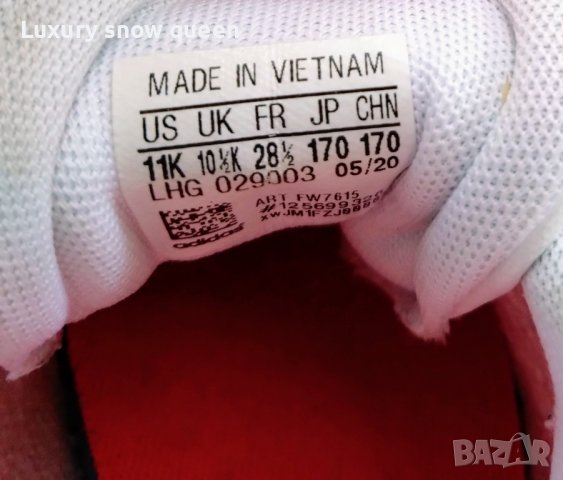 Luxury snow queen
MADE IN VIETNAM
US UK FR JP CHN
11K 10½K 28½ 170 170
LHG 029003 05/20
ART FW7615
adidas
BAZAR